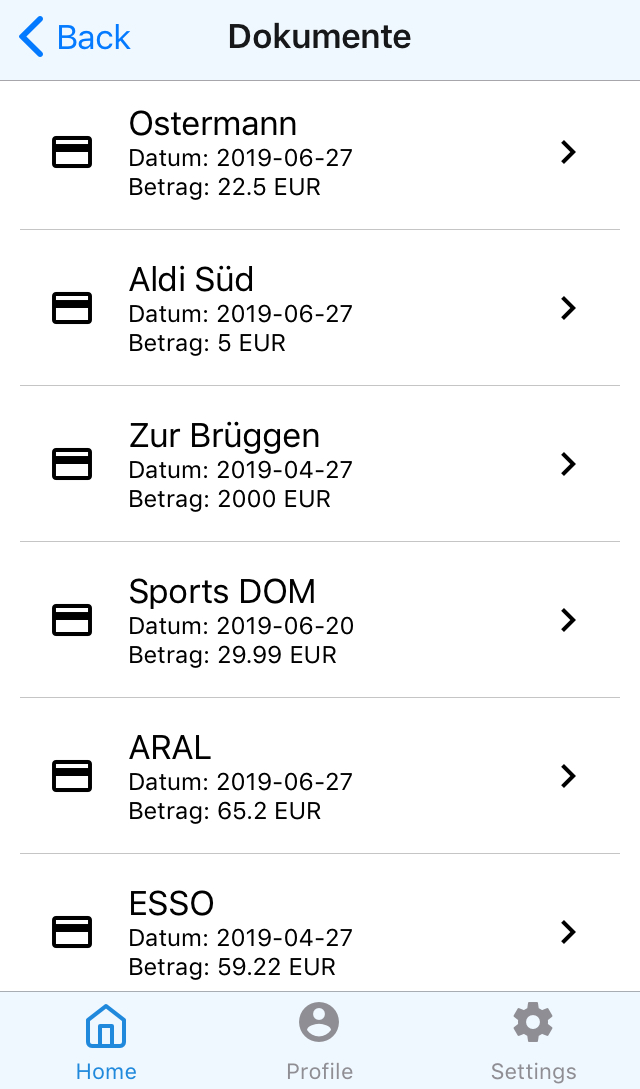 Back
Dokumente
Ostermann
Datum: 2019-06-27
Betrag: 22.5 EUR
Aldi Süd
Datum: 2019-06-27
Betrag: 5 EUR
Zur Brüggen
Datum: 2019-04-27
Betrag: 2000 EUR
Sports DOM
Datum: 2019-06-20
Betrag: 29.99 EUR
ARAL
Datum: 2019-06-27
Betrag: 65.2 EUR
ESSO
Datum: 2019-04-27
Betrag: 59.22 EUR
Home
Profile
Settings